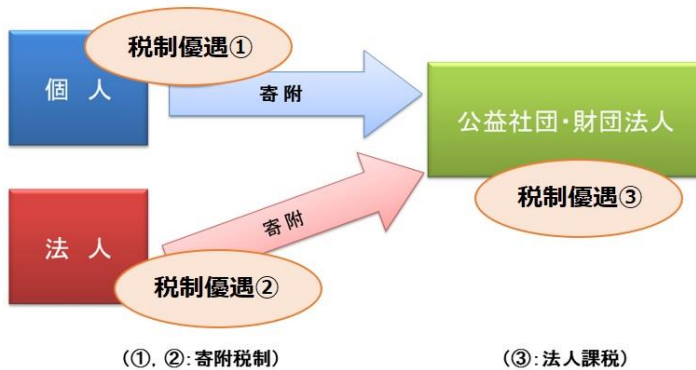 税制優遇①
個 人
寄 附
公益社団・財団法人
税制優遇③
法 人
寄 附
税制優遇②
(①,②:寄附税制)
(③:法人課税)